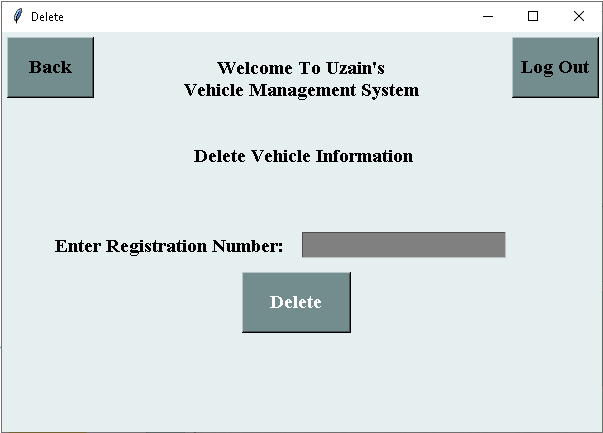 Delete
Back
Welcome To Uzain's
Vehicle Management System
Log Out
Delete Vehicle Information
Enter Registration Number:
Delete